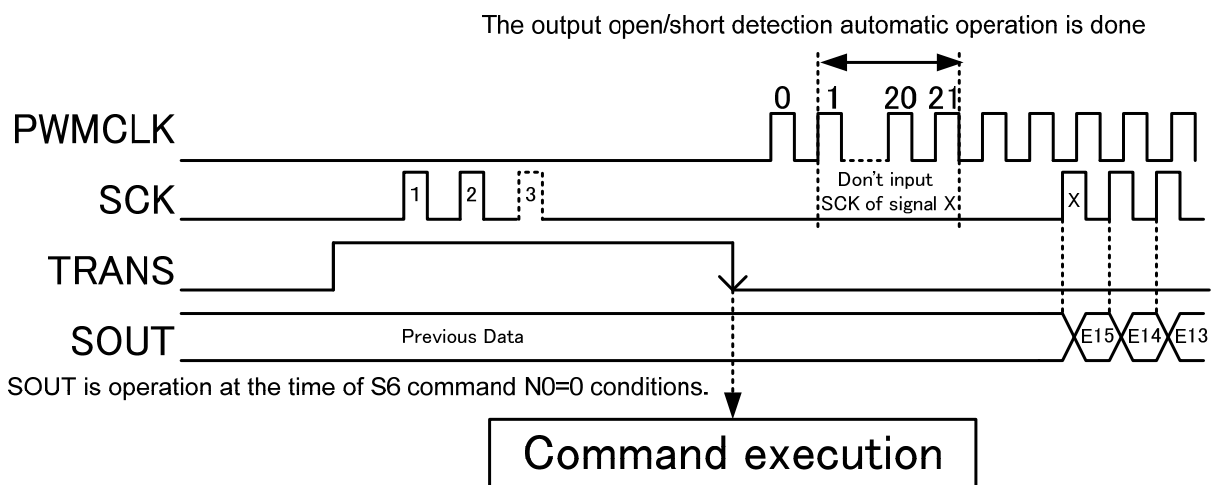 The output open/short detection automatic operation is done
0 1 20 21
PWMCLK
Don't input
SCK of signal X
SCK 1 2 3 X
TRANS
SOUT Previous Data E15 E14 E13
SOUT is operation at the time of S6 command N0=0 conditions.
Command execution